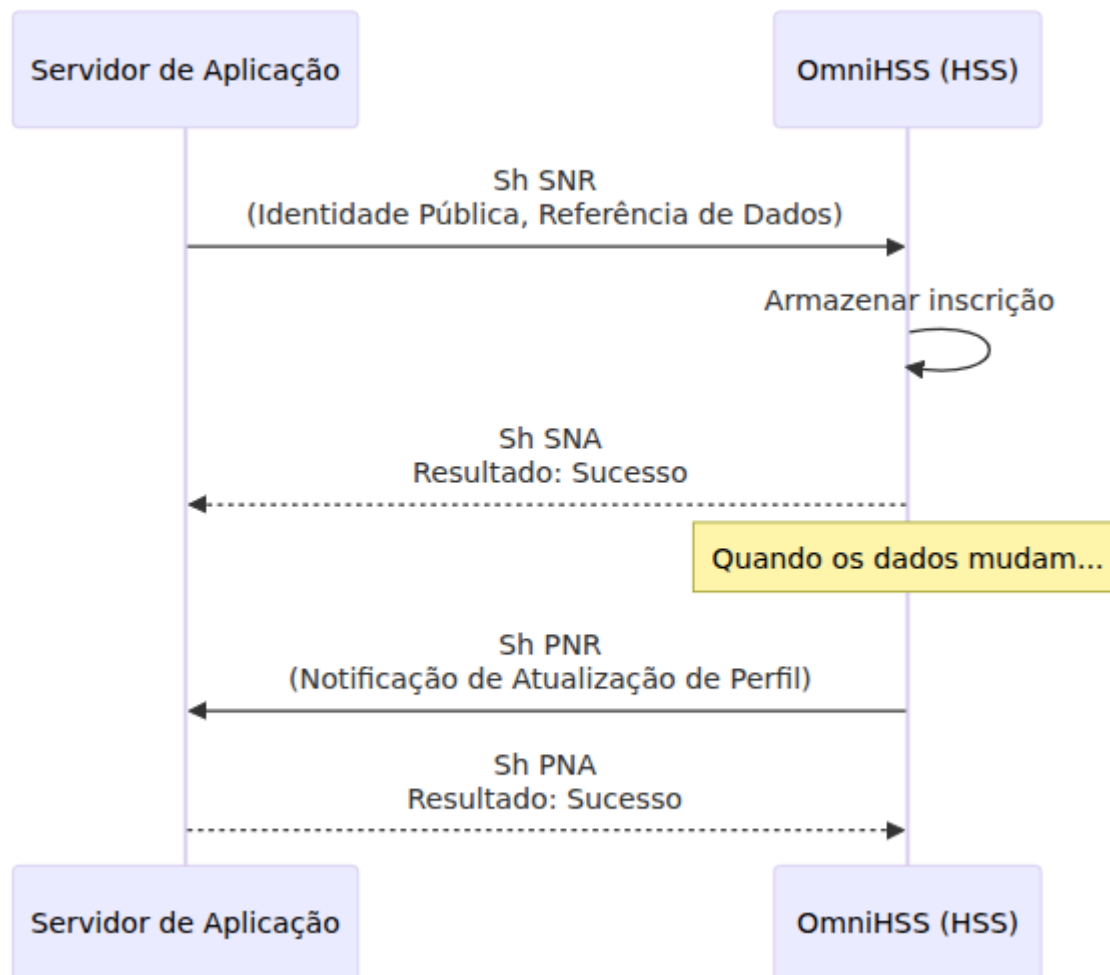 Servidor de Aplicação
OmniHSS (HSS)
Sh SNR
(Identidade Pública, Referência de Dados)
Armazenar inscrição
Sh SNA
Resultado: Sucesso
Quando os dados mudam...
Sh PNR
(Notificação de Atualização de Perfil)
Sh PNA
Resultado: Sucesso
Servidor de Aplicação
OmniHSS (HSS)